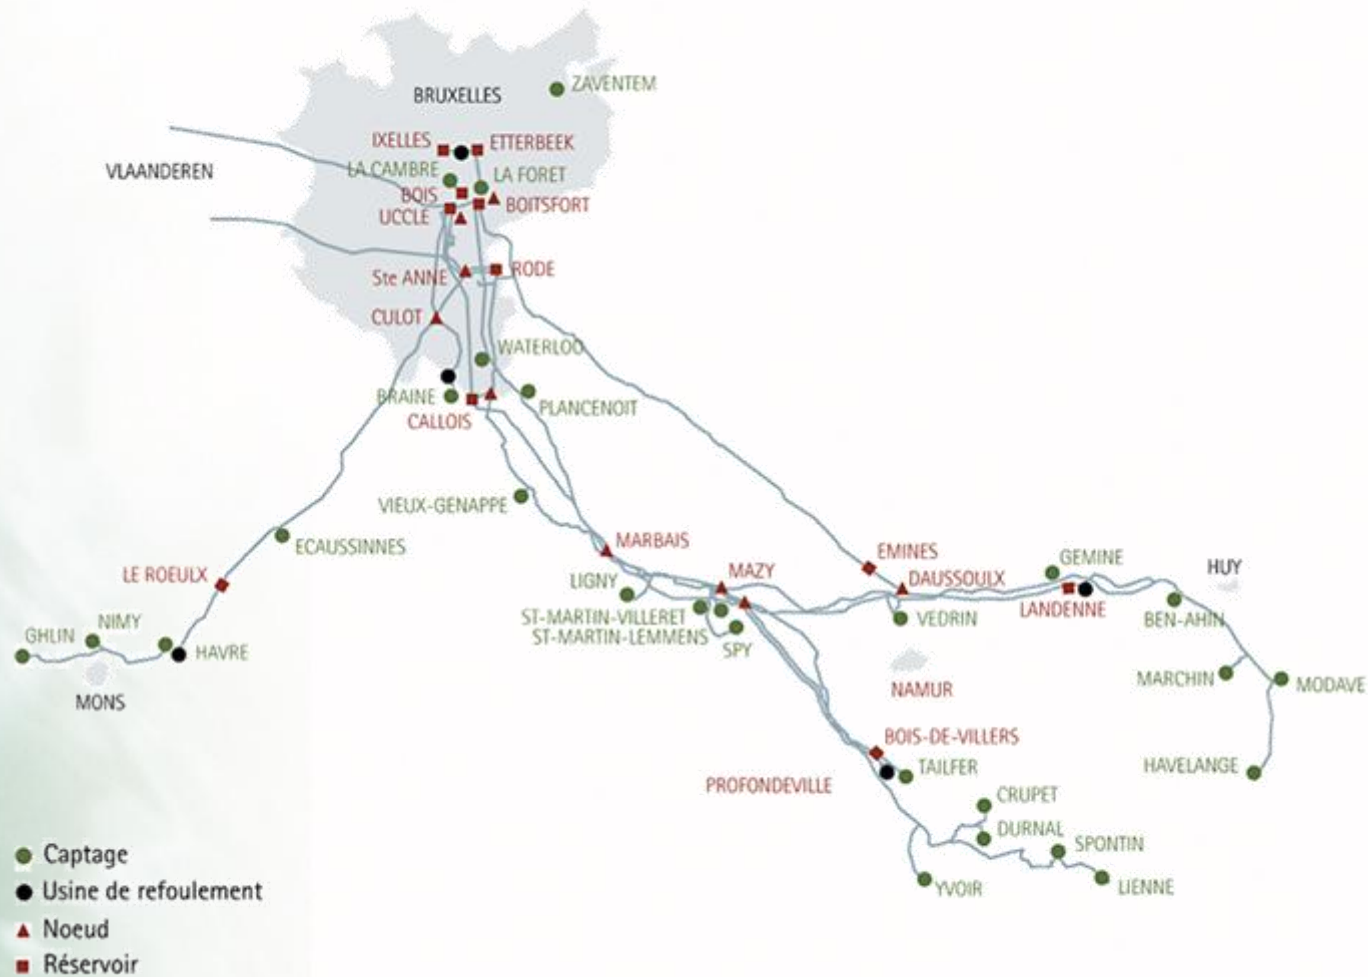 ZAVENTEM
BRUXELLES
IXELLES
ETTERBEEK
VLAANDEREN
LA CAMBRE
LA FORET
BOIS
BOITSFORT
UCCLE
Ste ANNE
RODE
CULOT
WATERLOO
BRAINE
PLANCENOIT
CALLOIS
VIEUX-GENAPPE
ECAUSSINNES
MARBAIS
EMINES
GEMINE
HUY
LE ROEULX
LIGNY
MAZY
DAUSSOULX
LANDENNE
ST-MARTIN-VILLERET
VEDRIN
BEN-AHIN
GHLIN
NIMY
ST-MARTIN-LEMMENS
SPY
HAVRE
MARCHIN
MODAVE
MONS
NAMUR
BOIS-DE-VILLERS
TAILFER
HAVELANGE
PROFONDEVILLE
CRUPET
DURNAL
SPONTIN
YVOIR
LIENNE
Captage
Usine de refoulement
Noeud
Réservoir